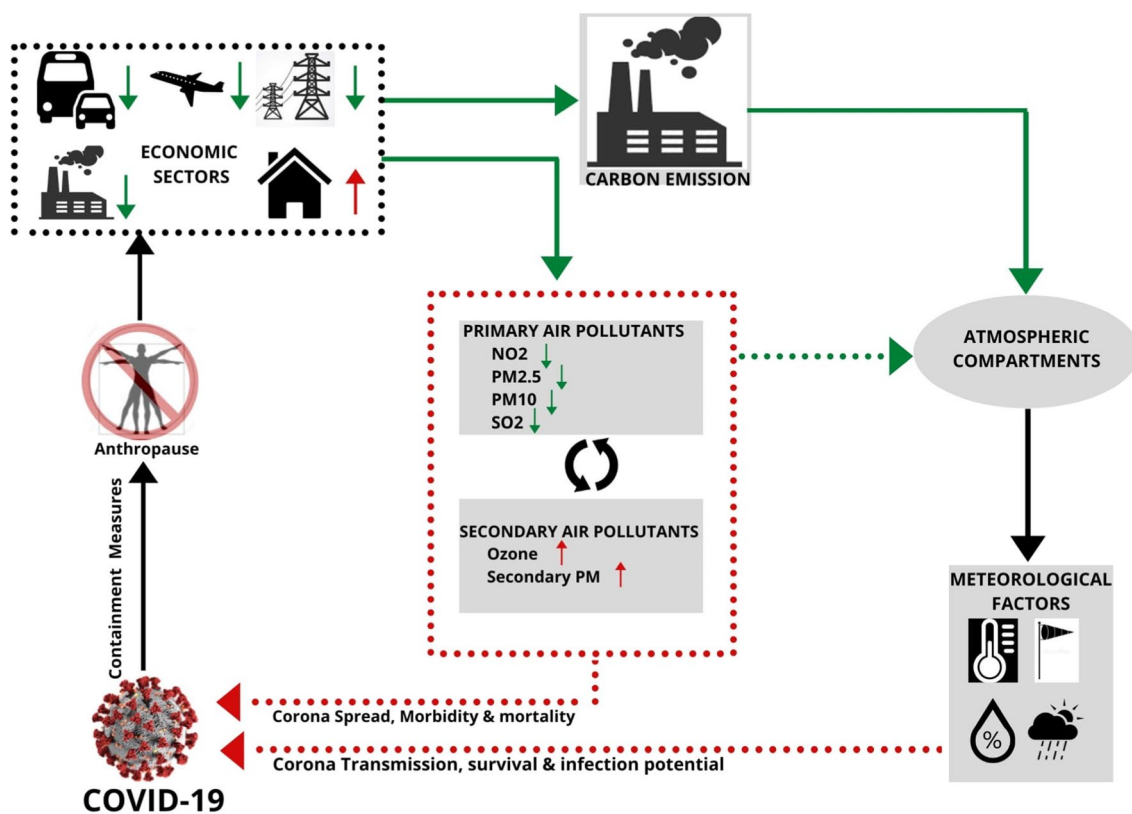 ECONOMIC
SECTORS
CARBON EMISSION
PRIMARY AIR POLLUTANTS
NO2
PM2.5
PM10
SO2
ATMOSPHERIC
COMPARTMENTS
Anthropause
Containment Measures
SECONDARY AIR POLLUTANTS
Ozone
Secondary PM
METEOROLOGICAL
FACTORS
%
Corona Spread, Morbidity & mortality
Corona Transmission, survival & infection potential
COVID-19